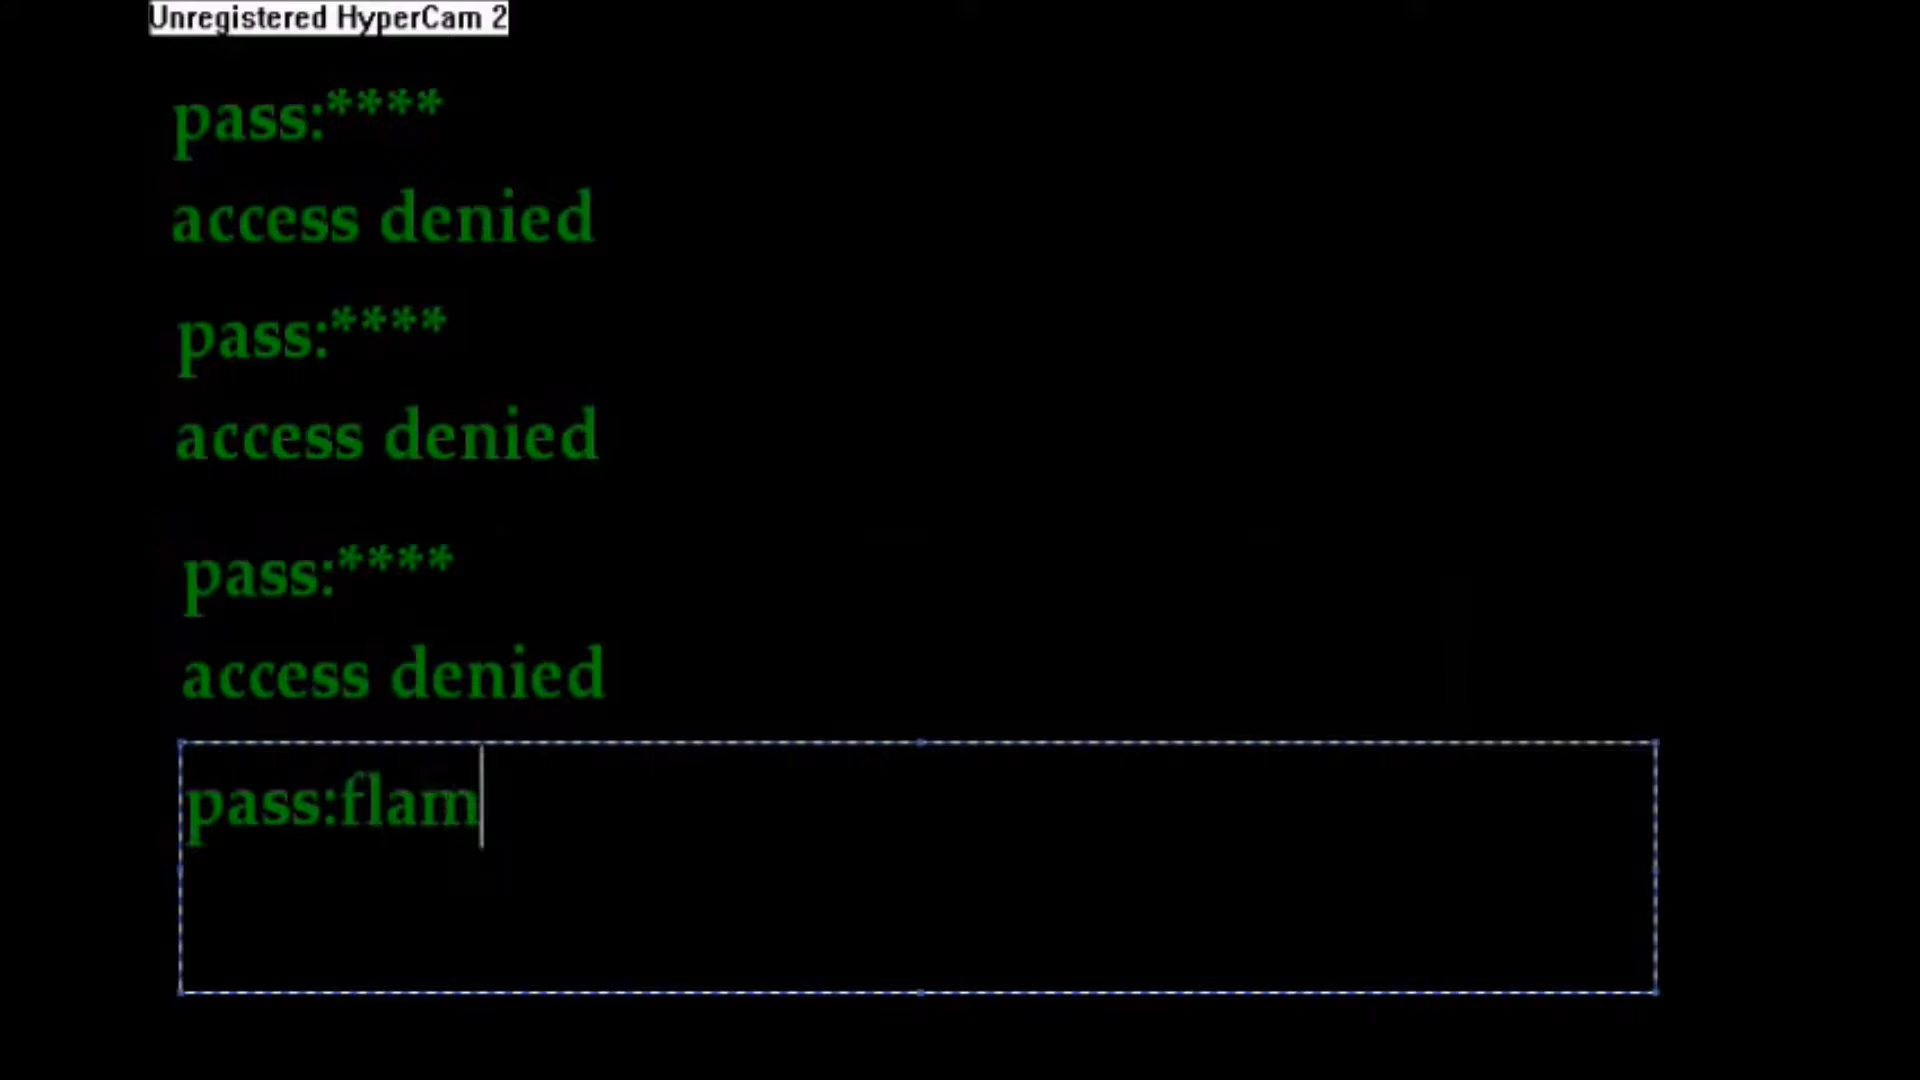 Unregistered HyperCam 2
pass:****
access denied
pass:****
access denied
pass:****
access denied
pass:flam